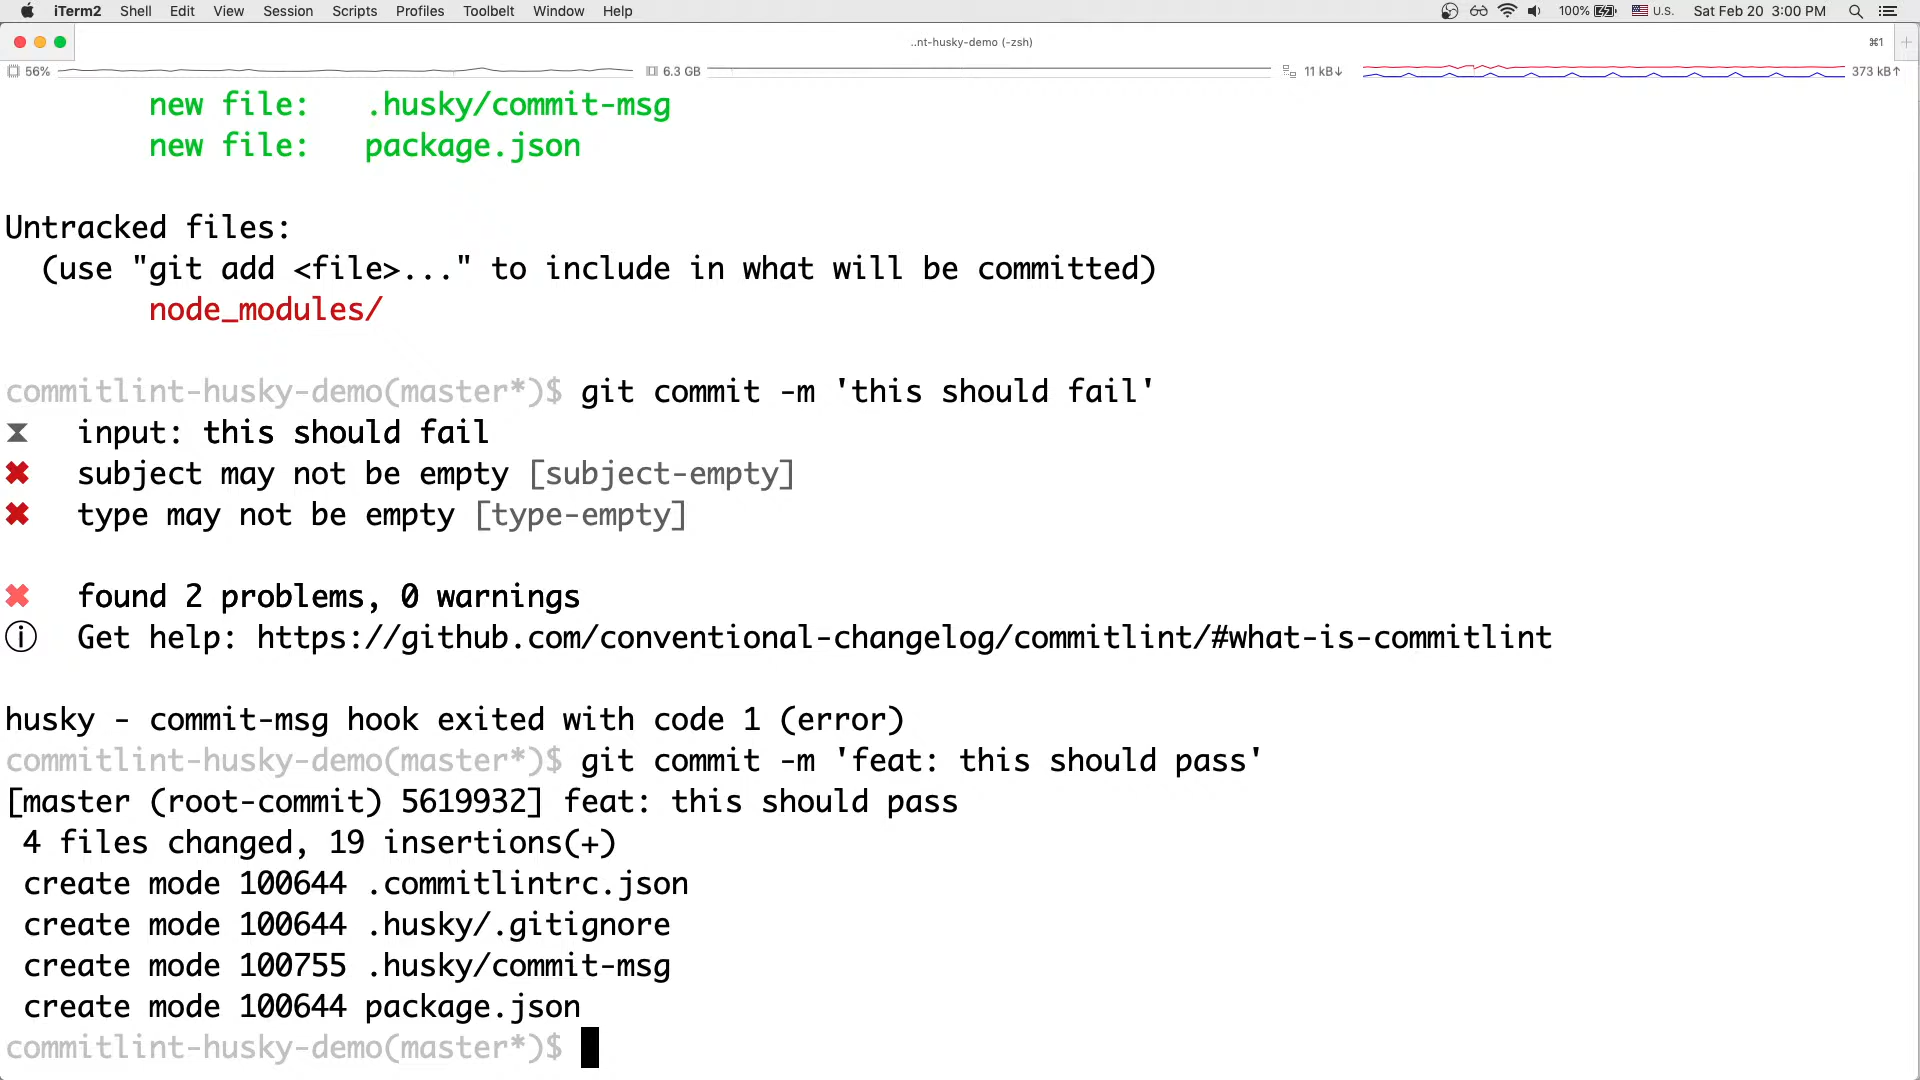 iTerm2 Shell Edit View Session Scripts Profiles Toolbelt Window Help 100% U.S. Sat Feb 20 3:00 PM
..nt-husky-demo (-zsh) ⌘1
56% 6.3 GB 11 kB↓ 373 kB↑
new file: .husky/commit-msg
new file: package.json
Untracked files:
(use "git add <file>..." to include in what will be committed)
node_modules/
commitlint-husky-demo(master*)$ git commit -m 'this should fail'
⧗ input: this should fail
✖ subject may not be empty [subject-empty]
✖ type may not be empty [type-empty]
✖ found 2 problems, 0 warnings
ⓘ Get help: https://github.com/conventional-changelog/commitlint/#what-is-commitlint
husky - commit-msg hook exited with code 1 (error)
commitlint-husky-demo(master*)$ git commit -m 'feat: this should pass'
[master (root-commit) 5619932] feat: this should pass
4 files changed, 19 insertions(+)
create mode 100644 .commitlintrc.json
create mode 100644 .husky/.gitignore
create mode 100755 .husky/commit-msg
create mode 100644 package.json
commitlint-husky-demo(master*)$